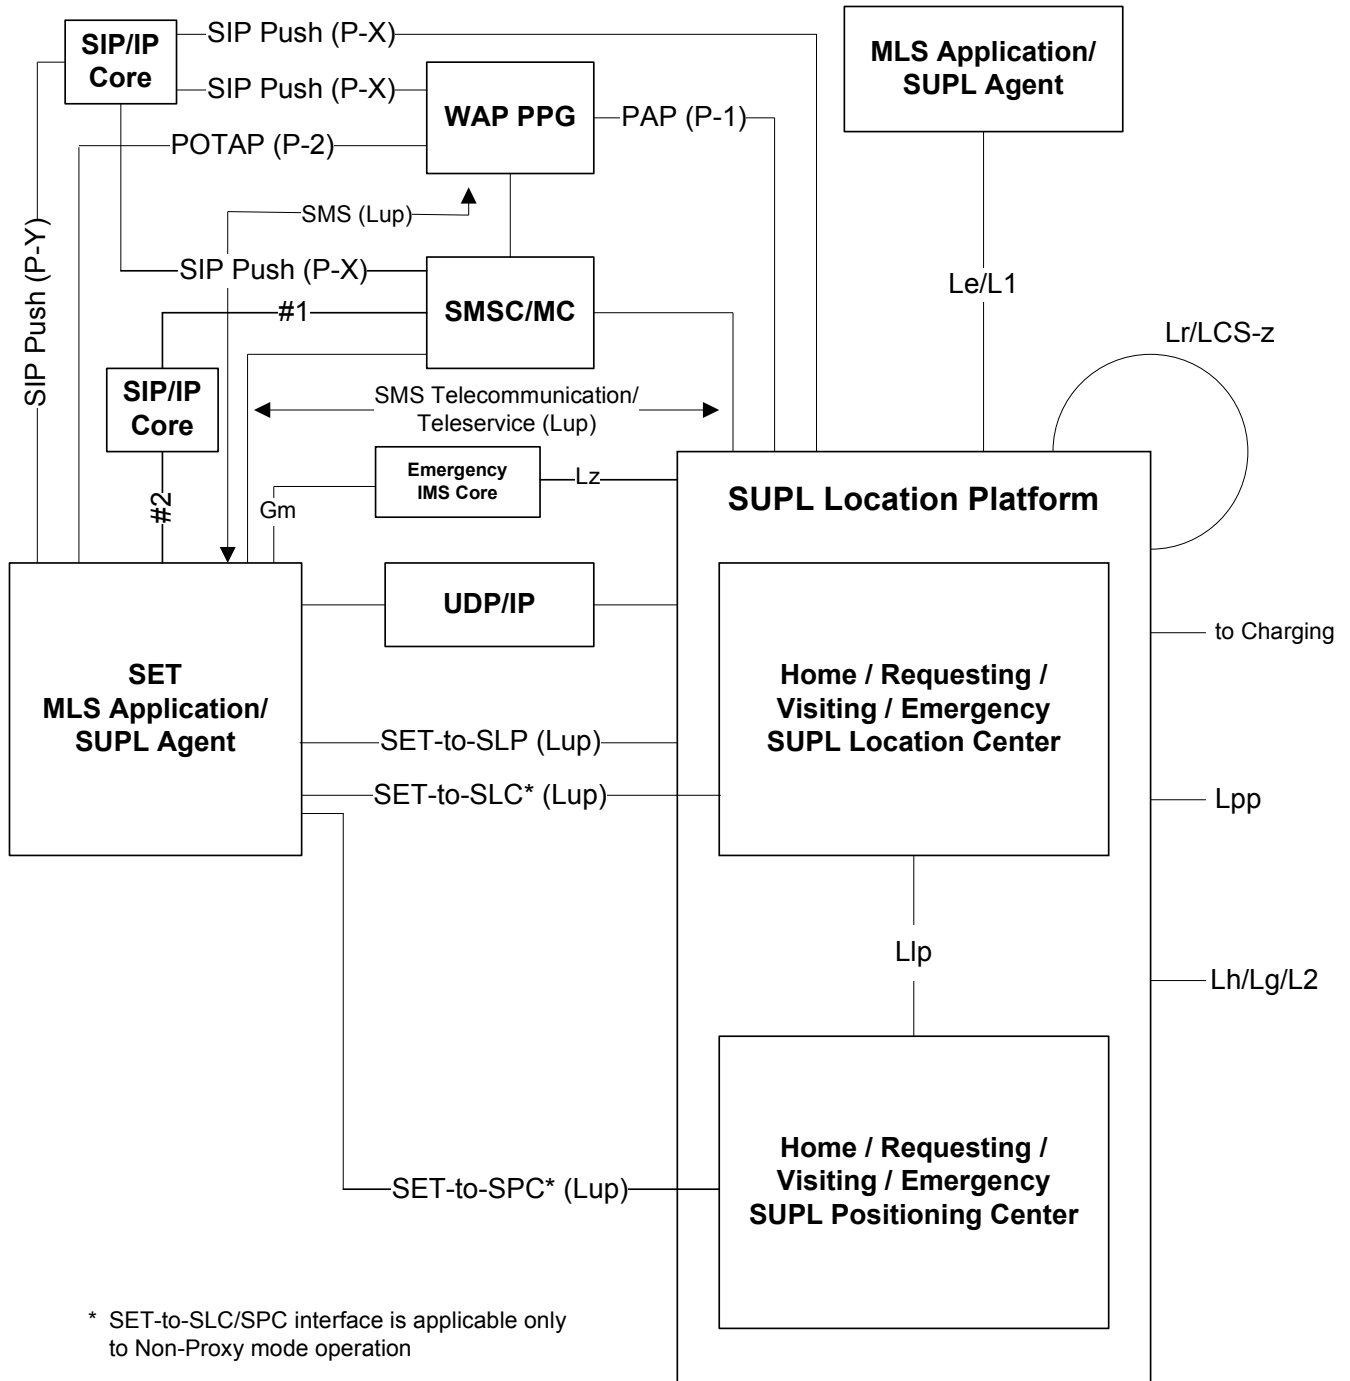 SIP/IP
Core
SIP Push (P-X)
SIP Push (P-X)
POTAP (P-2)
WAP PPG
PAP (P-1)
MLS Application/
SUPL Agent
SMS (Lup)
SIP Push (P-Y)
SIP Push (P-X)
#1
SMSC/MC
Le/L1
Lr/LCS-z
SIP/IP
Core
SMS Telecommunication/
Teleservice (Lup)
#2
Gm
Emergency
IMS Core
Lz
SUPL Location Platform
UDP/IP
to Charging
SET
MLS Application/
SUPL Agent
Home / Requesting /
Visiting / Emergency
SUPL Location Center
SET-to-SLP (Lup)
SET-to-SLC* (Lup)
Lpp
Llp
Lh/Lg/L2
Home / Requesting /
Visiting / Emergency
SUPL Positioning Center
SET-to-SPC* (Lup)
* SET-to-SLC/SPC interface is applicable only
to Non-Proxy mode operation